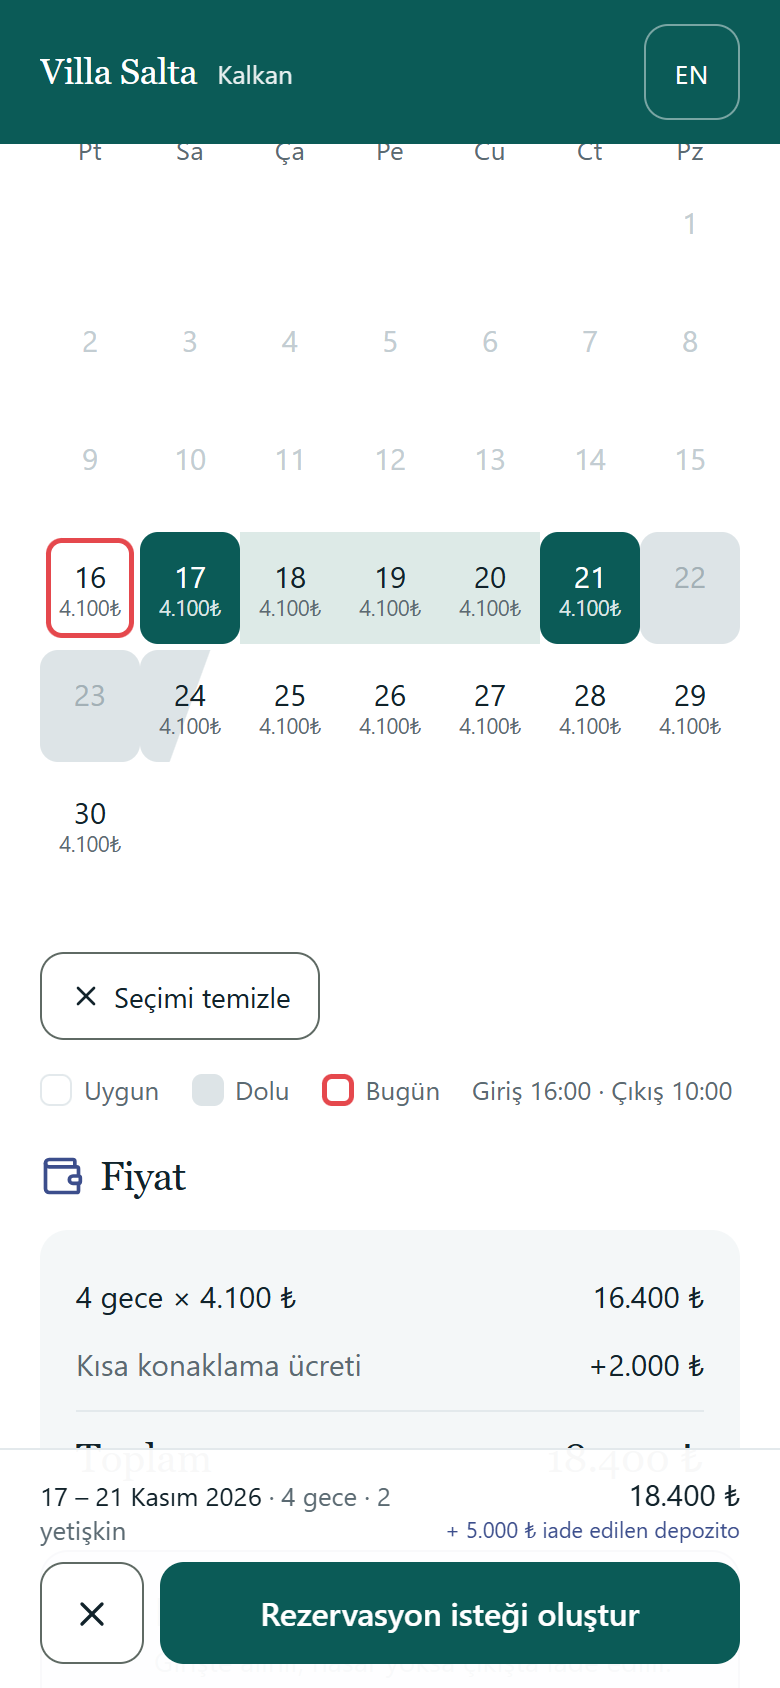 Villa Salta Kalkan EN
Pt Sa Ça Pe Cu Ct Pz
1
2 3 4 5 6 7 8
9 10 11 12 13 14 15
16 17 18 19 20 21 22
4.100₺ 4.100₺ 4.100₺ 4.100₺ 4.100₺ 4.100₺
23 24 25 26 27 28 29
4.100₺ 4.100₺ 4.100₺ 4.100₺ 4.100₺ 4.100₺
30
4.100₺
Seçimi temizle
Uygun Dolu Bugün Giriş 16:00 · Çıkış 10:00
Fiyat
4 gece × 4.100 ₺ 16.400 ₺
Kısa konaklama ücreti +2.000 ₺
Toplam 18.400 ₺
17 – 21 Kasım 2026 · 4 gece · 2 18.400 ₺
yetişkin + 5.000 ₺ iade edilen depozito
Rezervasyon isteği oluştur